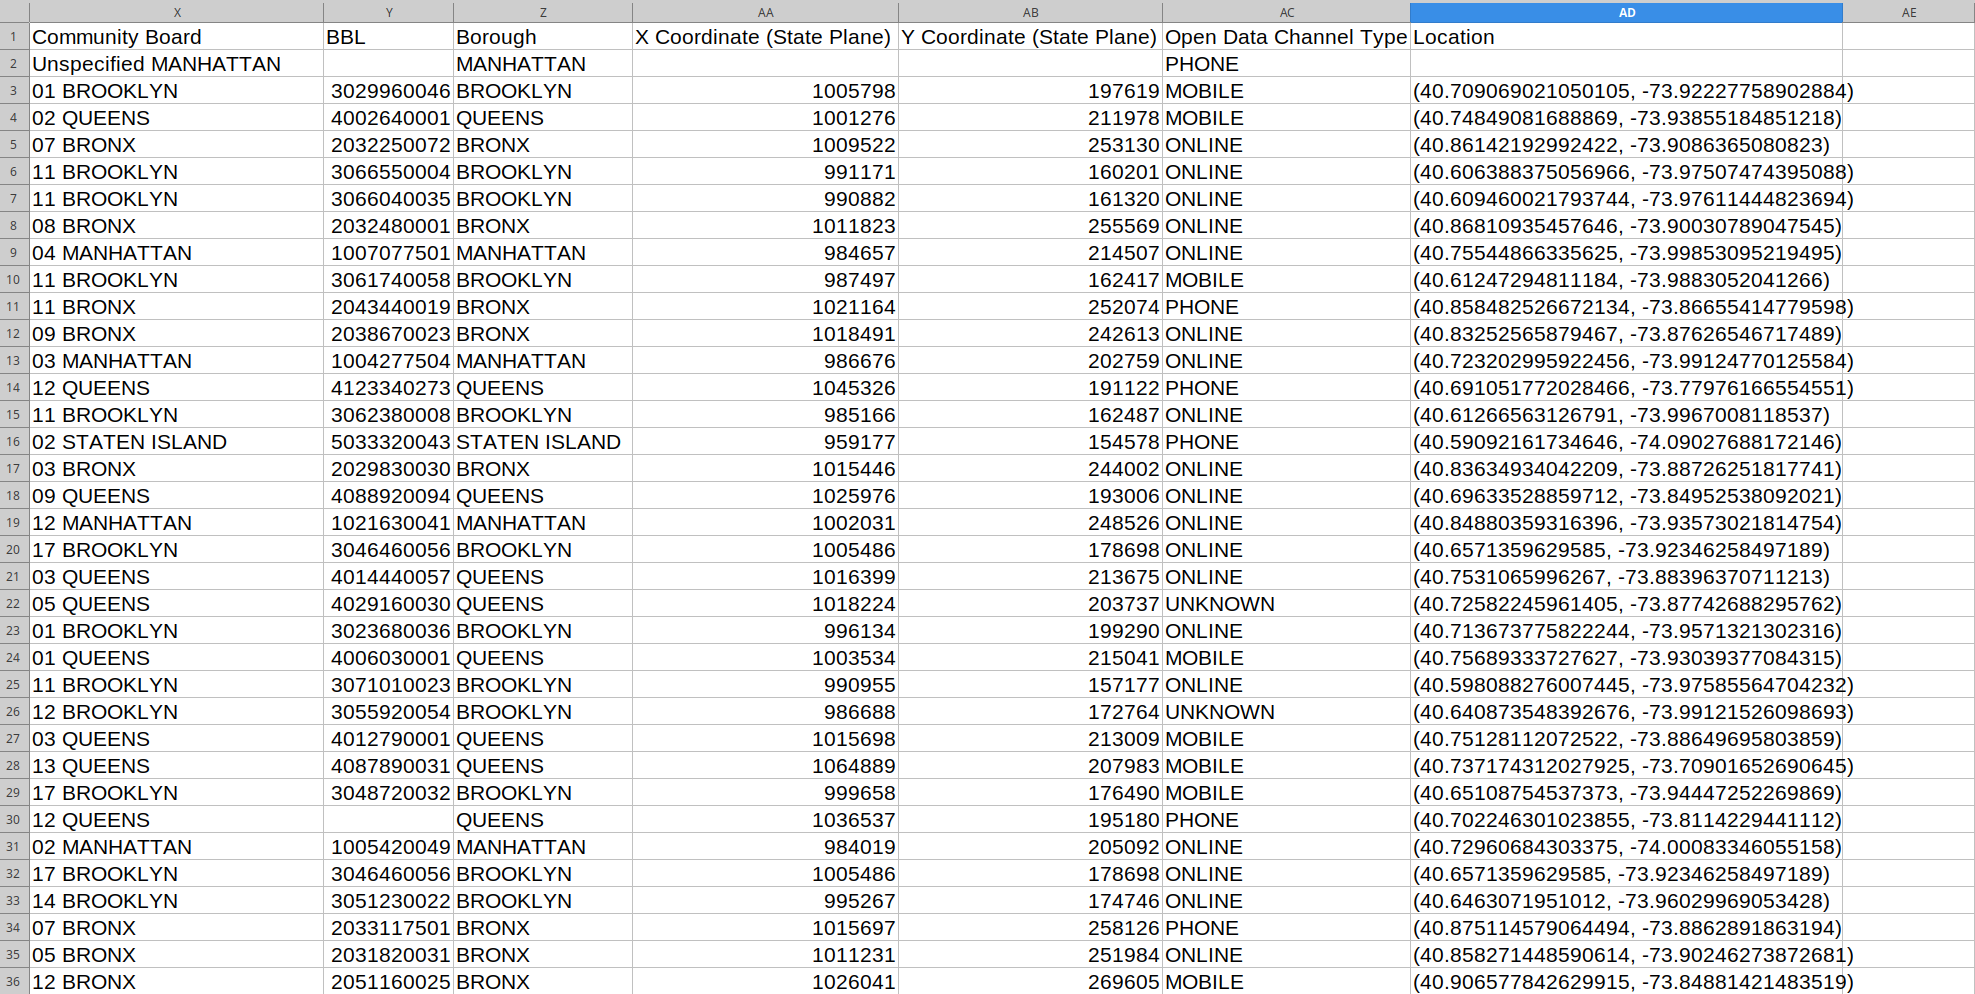 X Y Z AA AB AC AD AE
1 Community Board BBL Borough X Coordinate (State Plane) Y Coordinate (State Plane) Open Data Channel Type Location
2 Unspecified MANHATTAN MANHATTAN PHONE
3 01 BROOKLYN 3029960046 BROOKLYN 1005798 197619 MOBILE (40.709069021050105, -73.92227758902884)
4 02 QUEENS 4002640001 QUEENS 1001276 211978 MOBILE (40.74849081688869, -73.93855184851218)
5 07 BRONX 2032250072 BRONX 1009522 253130 ONLINE (40.86142192992422, -73.9086365080823)
6 11 BROOKLYN 3066550004 BROOKLYN 991171 160201 ONLINE (40.606388375056966, -73.97507474395088)
7 11 BROOKLYN 3066040035 BROOKLYN 990882 161320 ONLINE (40.609460021793744, -73.97611444823694)
8 08 BRONX 2032480001 BRONX 1011823 255569 ONLINE (40.86810935457646, -73.90030789047545)
9 04 MANHATTAN 1007077501 MANHATTAN 984657 214507 ONLINE (40.75544866335625, -73.99853095219495)
10 11 BROOKLYN 3061740058 BROOKLYN 987497 162417 MOBILE (40.61247294811184, -73.9883052041266)
11 11 BRONX 2043440019 BRONX 1021164 252074 PHONE (40.858482526672134, -73.86655414779598)
12 09 BRONX 2038670023 BRONX 1018491 242613 ONLINE (40.83252565879467, -73.87626546717489)
13 03 MANHATTAN 1004277504 MANHATTAN 986676 202759 ONLINE (40.723202995922456, -73.99124770125584)
14 12 QUEENS 4123340273 QUEENS 1045326 191122 PHONE (40.691051772028466, -73.77976166554551)
15 11 BROOKLYN 3062380008 BROOKLYN 985166 162487 ONLINE (40.61266563126791, -73.9967008118537)
16 02 STATEN ISLAND 5033320043 STATEN ISLAND 959177 154578 PHONE (40.59092161734646, -74.09027688172146)
17 03 BRONX 2029830030 BRONX 1015446 244002 ONLINE (40.83634934042209, -73.88726251817741)
18 09 QUEENS 4088920094 QUEENS 1025976 193006 ONLINE (40.69633528859712, -73.84952538092021)
19 12 MANHATTAN 1021630041 MANHATTAN 1002031 248526 ONLINE (40.84880359316396, -73.93573021814754)
20 17 BROOKLYN 3046460056 BROOKLYN 1005486 178698 ONLINE (40.6571359629585, -73.92346258497189)
21 03 QUEENS 4014440057 QUEENS 1016399 213675 ONLINE (40.7531065996267, -73.88396370711213)
22 05 QUEENS 4029160030 QUEENS 1018224 203737 UNKNOWN (40.72582245961405, -73.87742688295762)
23 01 BROOKLYN 3023680036 BROOKLYN 996134 199290 ONLINE (40.713673775822244, -73.9571321302316)
24 01 QUEENS 4006030001 QUEENS 1003534 215041 MOBILE (40.75689333727627, -73.93039377084315)
25 11 BROOKLYN 3071010023 BROOKLYN 990955 157177 ONLINE (40.598088276007445, -73.97585564704232)
26 12 BROOKLYN 3055920054 BROOKLYN 986688 172764 UNKNOWN (40.640873548392676, -73.99121526098693)
27 03 QUEENS 4012790001 QUEENS 1015698 213009 MOBILE (40.75128112072522, -73.88649695803859)
28 13 QUEENS 4087890031 QUEENS 1064889 207983 MOBILE (40.737174312027925, -73.70901652690645)
29 17 BROOKLYN 3048720032 BROOKLYN 999658 176490 MOBILE (40.65108754537373, -73.94447252269869)
30 12 QUEENS QUEENS 1036537 195180 PHONE (40.702246301023855, -73.8114229441112)
31 02 MANHATTAN 1005420049 MANHATTAN 984019 205092 ONLINE (40.72960684303375, -74.00083346055158)
32 17 BROOKLYN 3046460056 BROOKLYN 1005486 178698 ONLINE (40.6571359629585, -73.92346258497189)
33 14 BROOKLYN 3051230022 BROOKLYN 995267 174746 ONLINE (40.6463071951012, -73.96029969053428)
34 07 BRONX 2033117501 BRONX 1015697 258126 PHONE (40.875114579064494, -73.8862891863194)
35 05 BRONX 2031820031 BRONX 1011231 251984 ONLINE (40.858271448590614, -73.90246273872681)
36 12 BRONX 2051160025 BRONX 1026041 269605 MOBILE (40.906577842629915, -73.84881421483519)